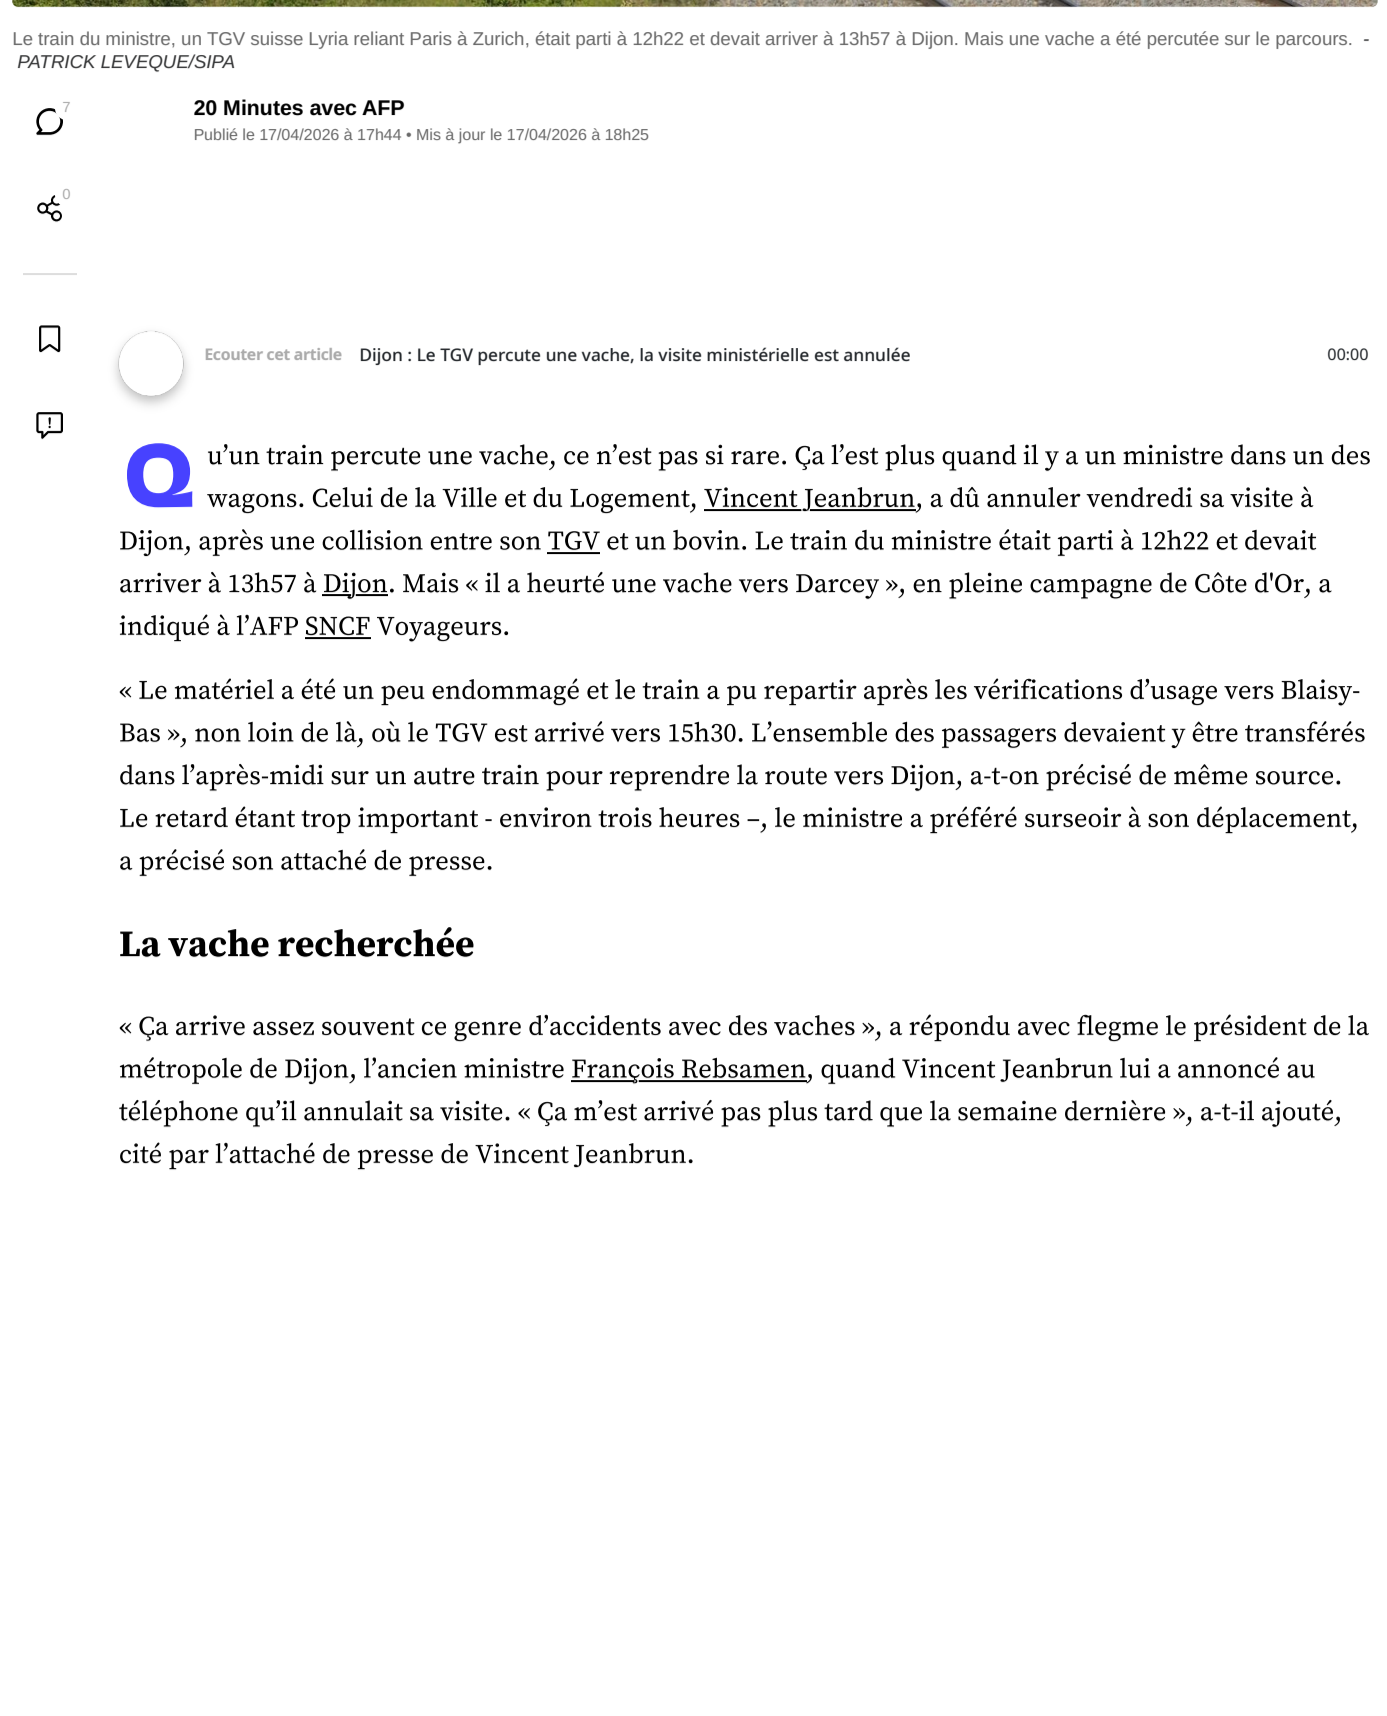 Le train du ministre, un TGV suisse Lyria reliant Paris à Zurich, était parti à 12h22 et devait arriver à 13h57 à Dijon. Mais une vache a été percutée sur le parcours. -
PATRICK LEVEQUE/SIPA
7
20 Minutes avec AFP
Publié le 17/04/2026 à 17h44 • Mis à jour le 17/04/2026 à 18h25
0
Ecouter cet article Dijon : Le TGV percute une vache, la visite ministérielle est annulée 00:00
Qu’un train percute une vache, ce n’est pas si rare. Ça l’est plus quand il y a un ministre dans un des
wagons. Celui de la Ville et du Logement, Vincent Jeanbrun, a dû annuler vendredi sa visite à
Dijon, après une collision entre son TGV et un bovin. Le train du ministre était parti à 12h22 et devait
arriver à 13h57 à Dijon. Mais « il a heurté une vache vers Darcey », en pleine campagne de Côte d'Or, a
indiqué à l’AFP SNCF Voyageurs.
« Le matériel a été un peu endommagé et le train a pu repartir après les vérifications d’usage vers Blaisy-
Bas », non loin de là, où le TGV est arrivé vers 15h30. L’ensemble des passagers devaient y être transférés
dans l’après-midi sur un autre train pour reprendre la route vers Dijon, a-t-on précisé de même source.
Le retard étant trop important - environ trois heures –, le ministre a préféré surseoir à son déplacement,
a précisé son attaché de presse.
La vache recherchée
« Ça arrive assez souvent ce genre d’accidents avec des vaches », a répondu avec flegme le président de la
métropole de Dijon, l’ancien ministre François Rebsamen, quand Vincent Jeanbrun lui a annoncé au
téléphone qu’il annulait sa visite. « Ça m’est arrivé pas plus tard que la semaine dernière », a-t-il ajouté,
cité par l’attaché de presse de Vincent Jeanbrun.